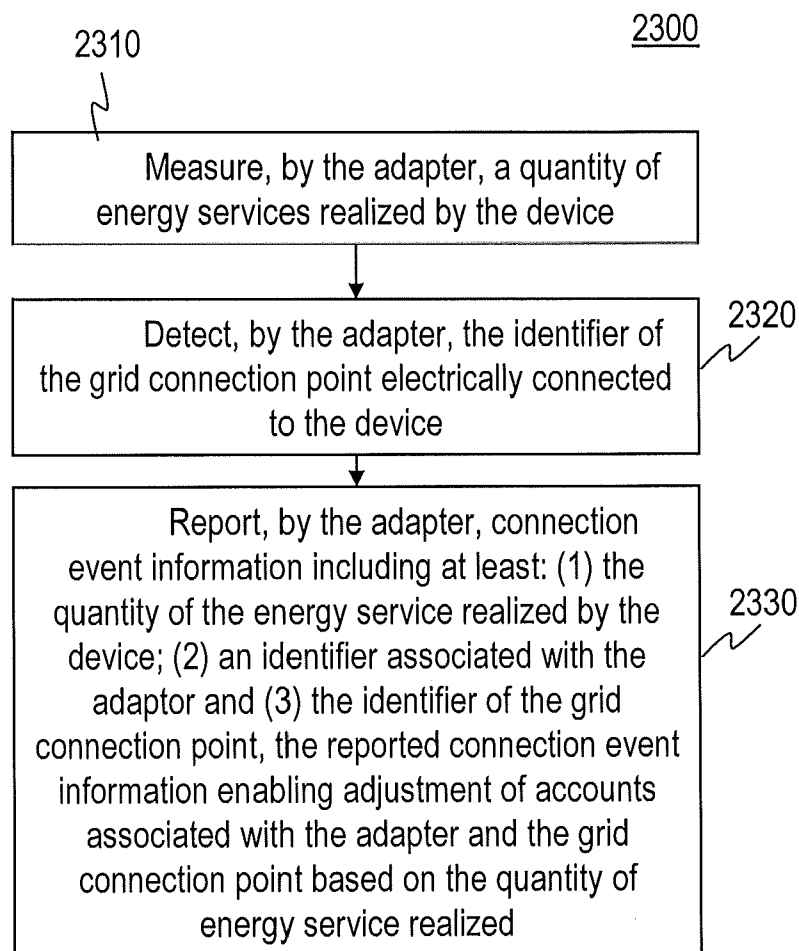 2300
2310
Measure, by the adapter, a quantity of
energy services realized by the device
2320
Detect, by the adapter, the identifier of
the grid connection point electrically connected
to the device
2330
Report, by the adapter, connection
event information including at least: (1) the
quantity of the energy service realized by the
device; (2) an identifier associated with the
adaptor and (3) the identifier of the grid
connection point, the reported connection event
information enabling adjustment of accounts
associated with the adapter and the grid
connection point based on the quantity of
energy service realized